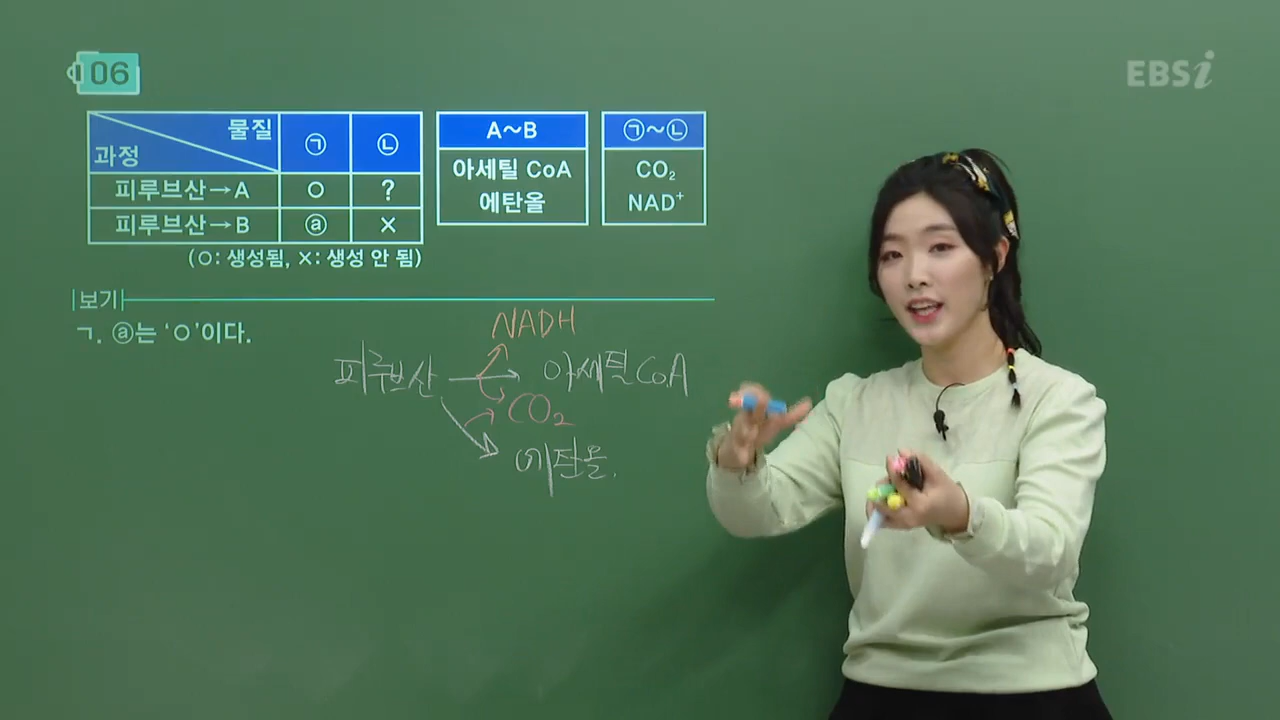 06
EBSi
물질 ㉠ ㉡
과정
피루브산→A ○ ?
피루브산→B ⓐ ×
(○: 생성됨, ×: 생성 안 됨)
A~B
아세틸 CoA
에탄올
㉠~㉡
CO₂
NAD⁺
보기
ㄱ. ⓐ는 '○'이다.
NADH
피루브산 → 아세틸CoA
CO₂
에탄올.